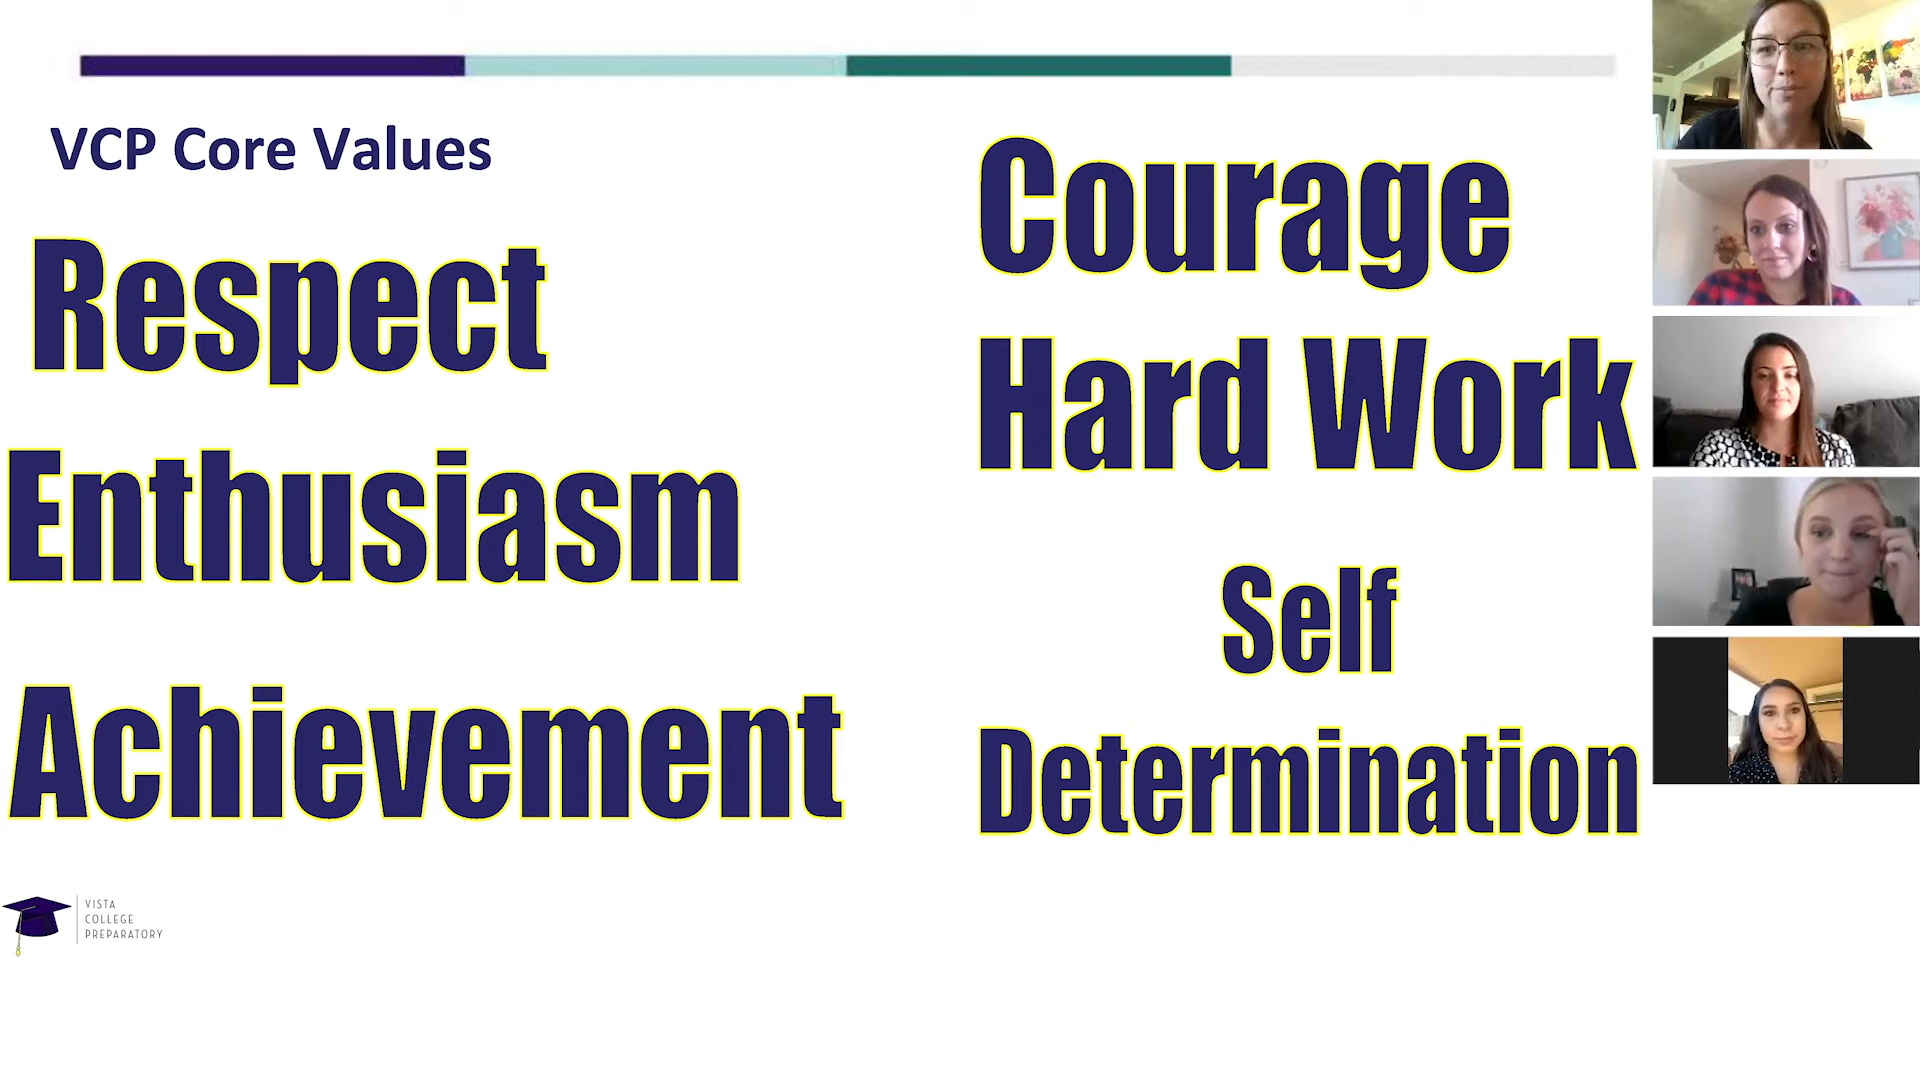 VCP Core Values
Respect
Enthusiasm
Achievement
Courage
Hard Work
Self
Determination
VISTA
COLLEGE
PREPARATORY